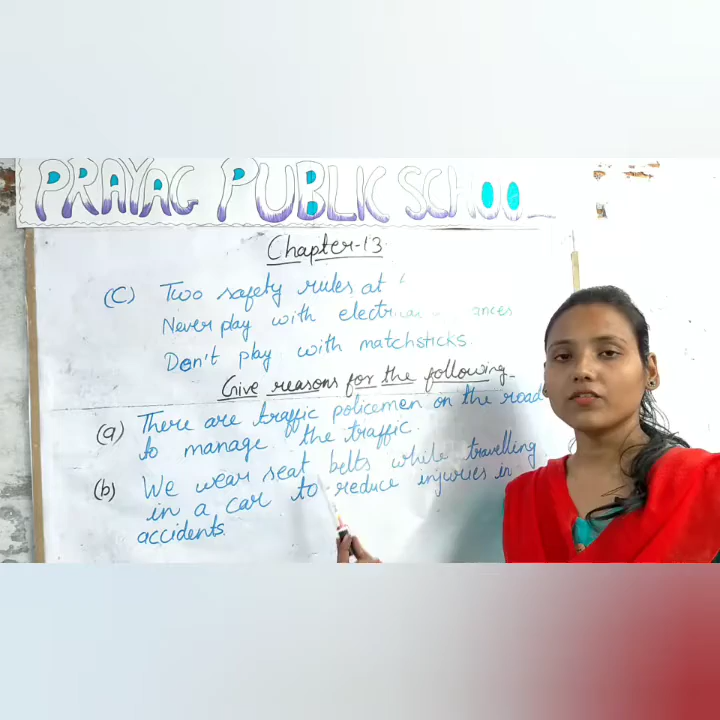 PRAYAG PUBLIC SCHOO
Chapter-13
(C) Two safety rules at
Never play with electrical
Don't play with matchsticks.
Give reasons for the following-
(a) There are traffic policemen on the road
to manage the traffic.
(b) We wear seat belts while travelling
in a car to reduce injuries in
accidents.